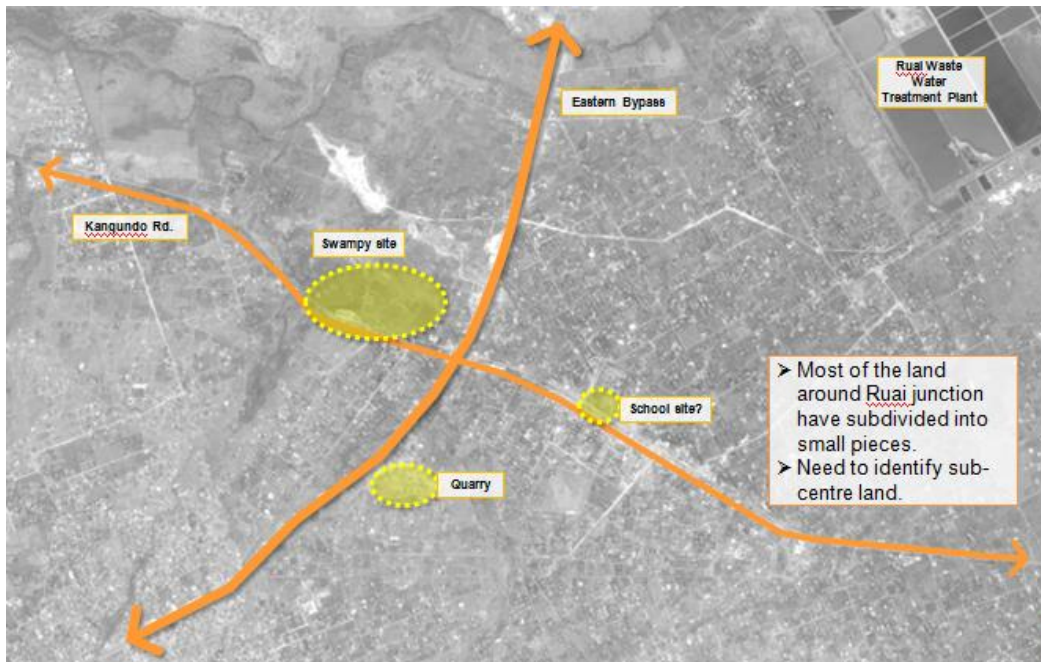 Ruai Waste
Water
Treatment Plant
Eastern Bypass
Kangundo Rd.
Swampy site
➢ Most of the land
around Ruai junction
have subdivided into
small pieces.
➢ Need to identify sub-
centre land.
School site?
Quarry